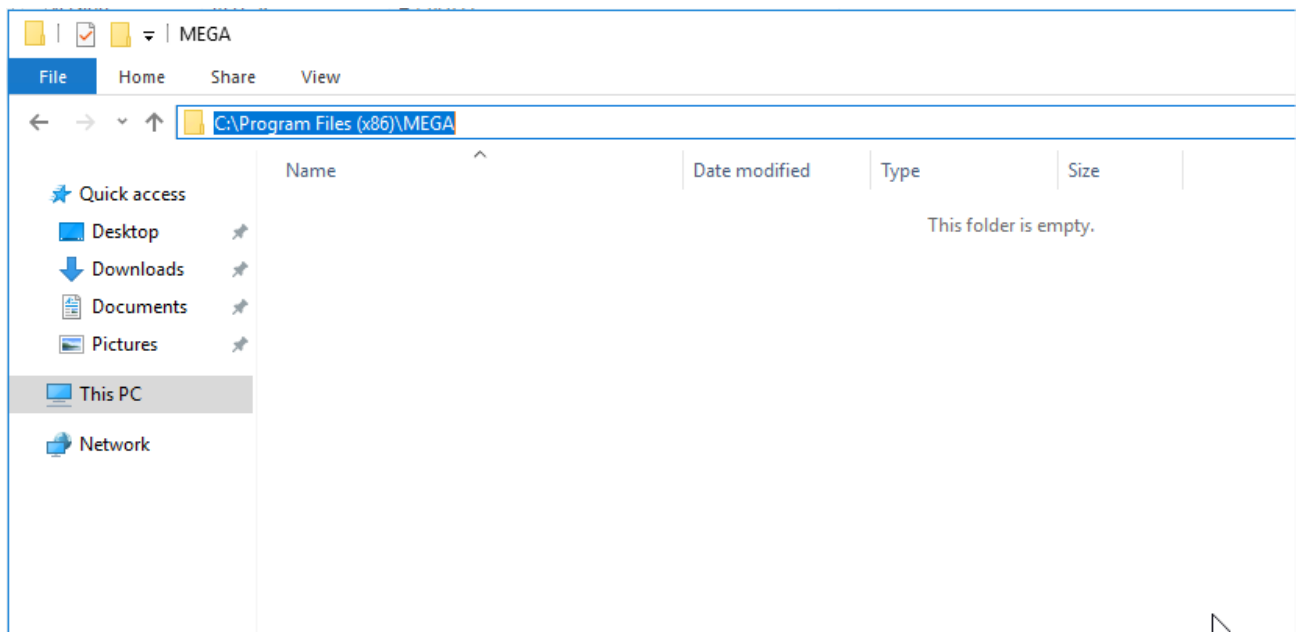 MEGA
File Home Share View
C:\Program Files (x86)\MEGA
Name Date modified Type Size
This folder is empty.
Quick access
Desktop
Downloads
Documents
Pictures
This PC
Network